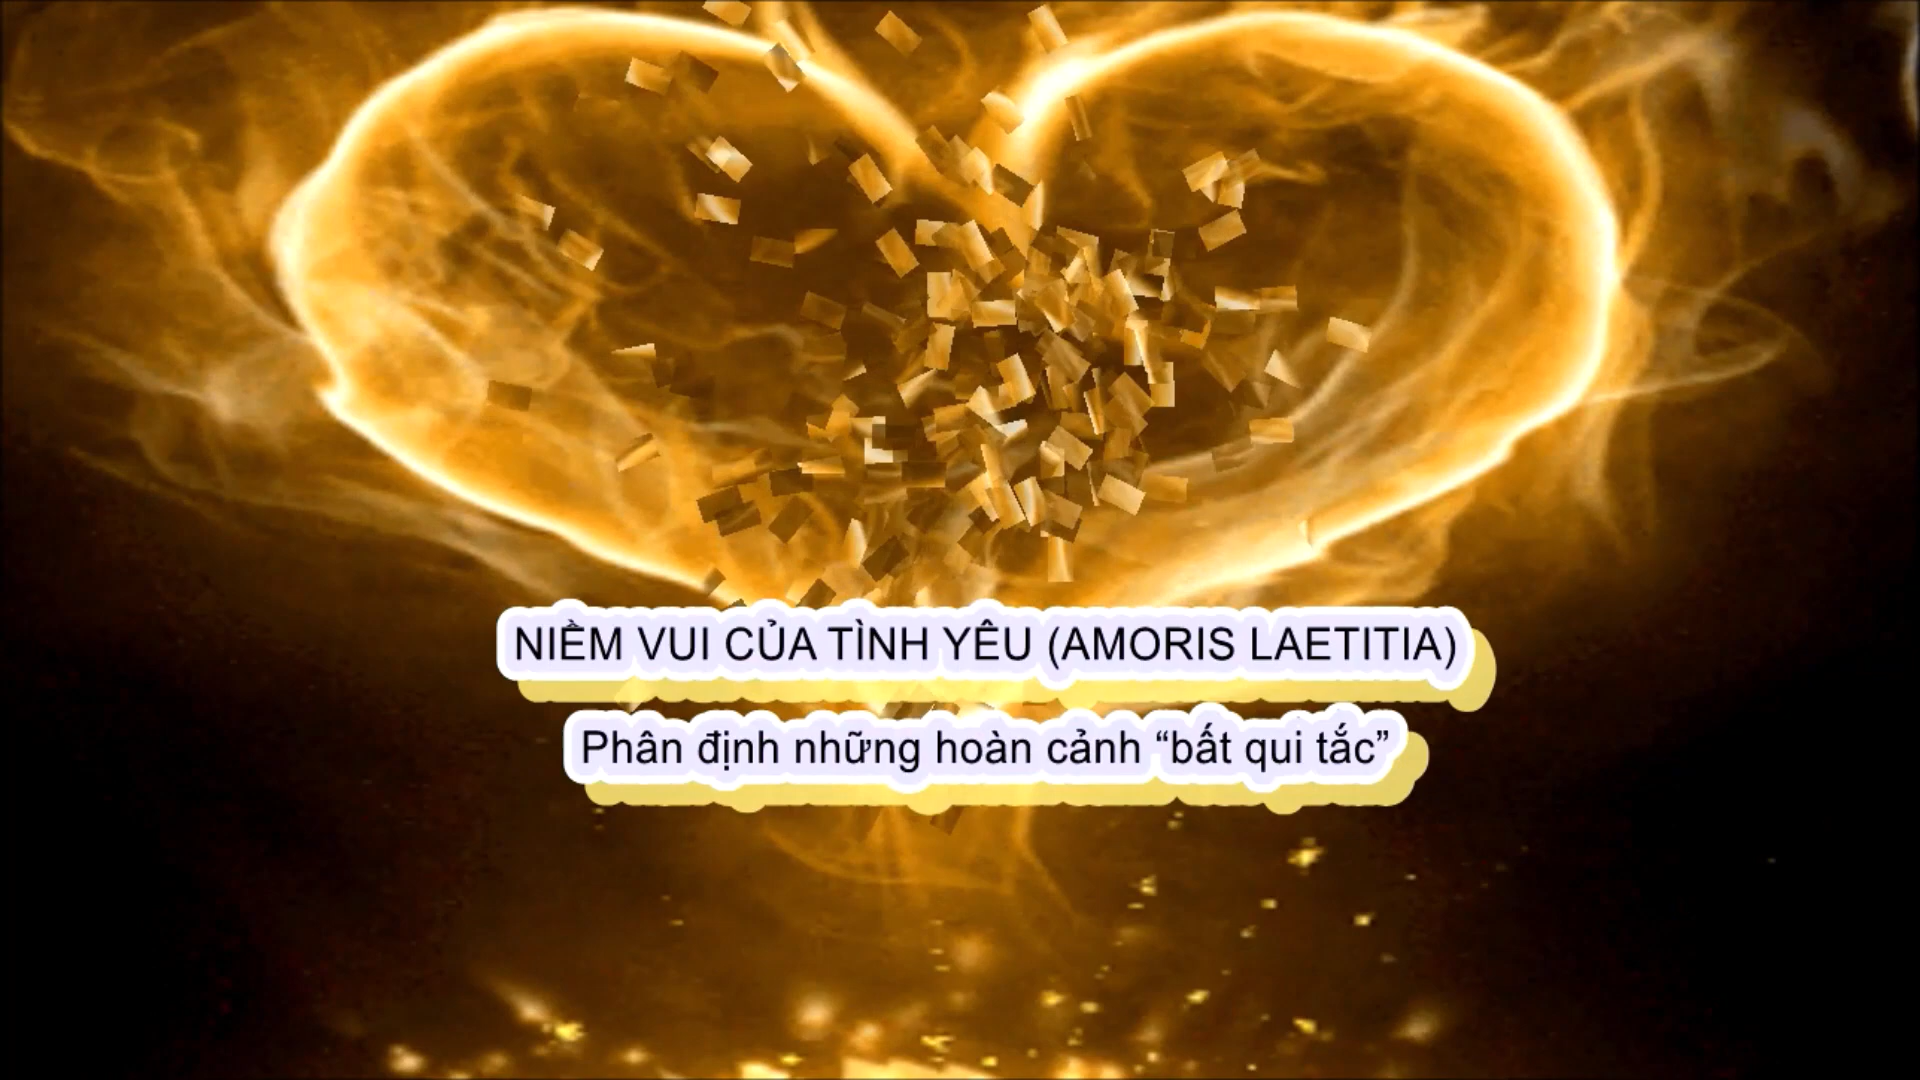 NIỀM VUI CỦA TÌNH YÊU (AMORIS LAETITIA)
Phân định những hoàn cảnh “bất qui tắc”